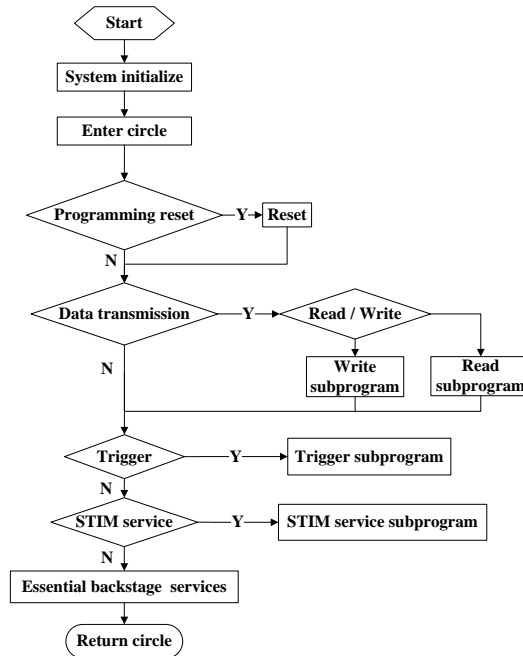 Start
System initialize
Enter circle
Programming reset
Y
Reset
N
Data transmission
Y
Read / Write
N
Write
subprogram
Read
subprogram
Trigger
Y
Trigger subprogram
N
STIM service
Y
STIM service subprogram
N
Essential backstage services
Return circle